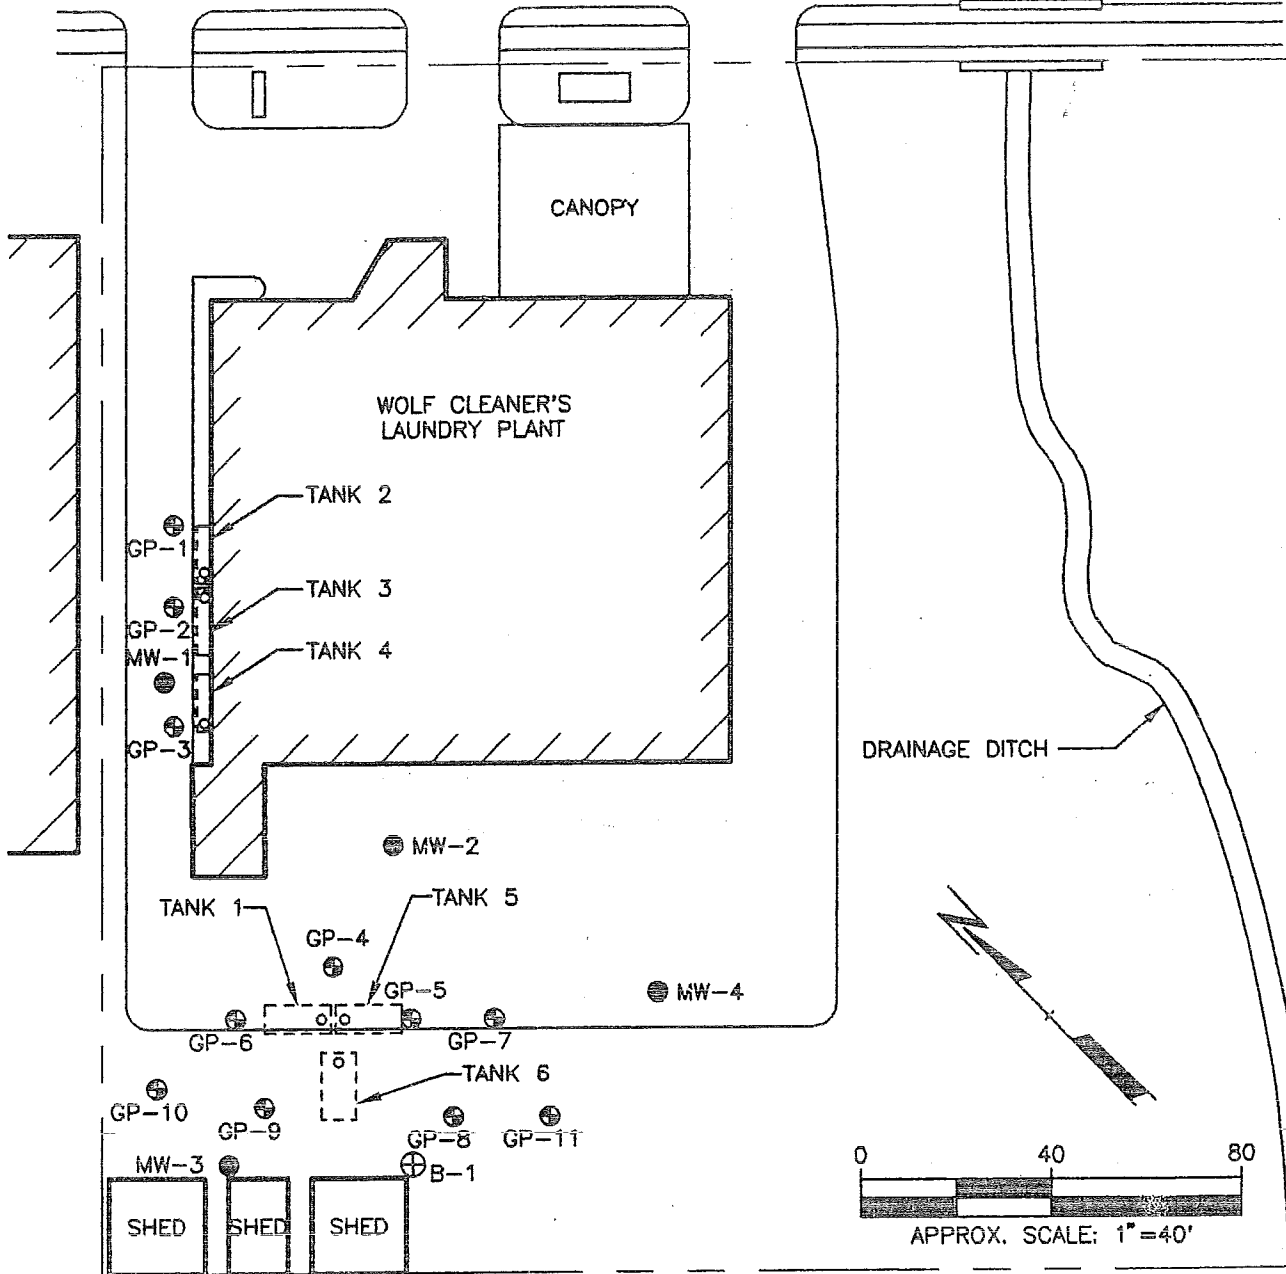 CANOPY
WOLF CLEANER'S
LAUNDRY PLANT
TANK 2
GP-1
TANK 3
GP-2
MW-1
TANK 4
GP-3
DRAINAGE DITCH
MW-2
TANK 1
TANK 5
GP-4
GP-5
MW-4
GP-6
GP-7
TANK 6
GP-10
GP-9
GP-8
GP-11
MW-3
B-1
SHED
SHED
SHED
0 40 80
APPROX. SCALE: 1"=40'